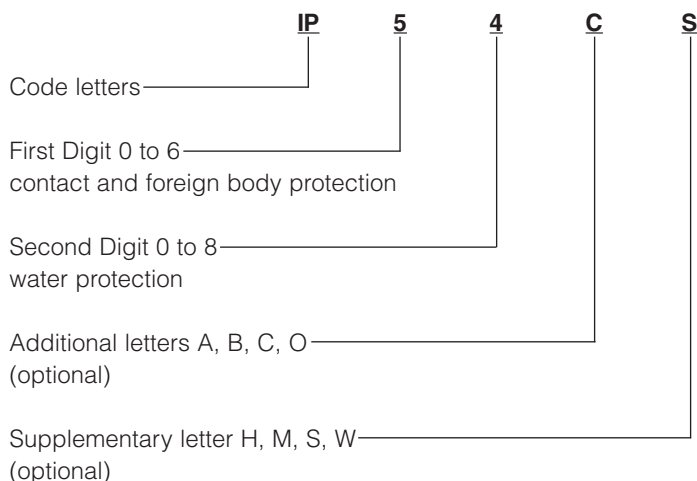 IP 5 4 C S
Code letters
First Digit 0 to 6
contact and foreign body protection
Second Digit 0 to 8
water protection
Additional letters A, B, C, O
(optional)
Supplementary letter H, M, S, W
(optional)